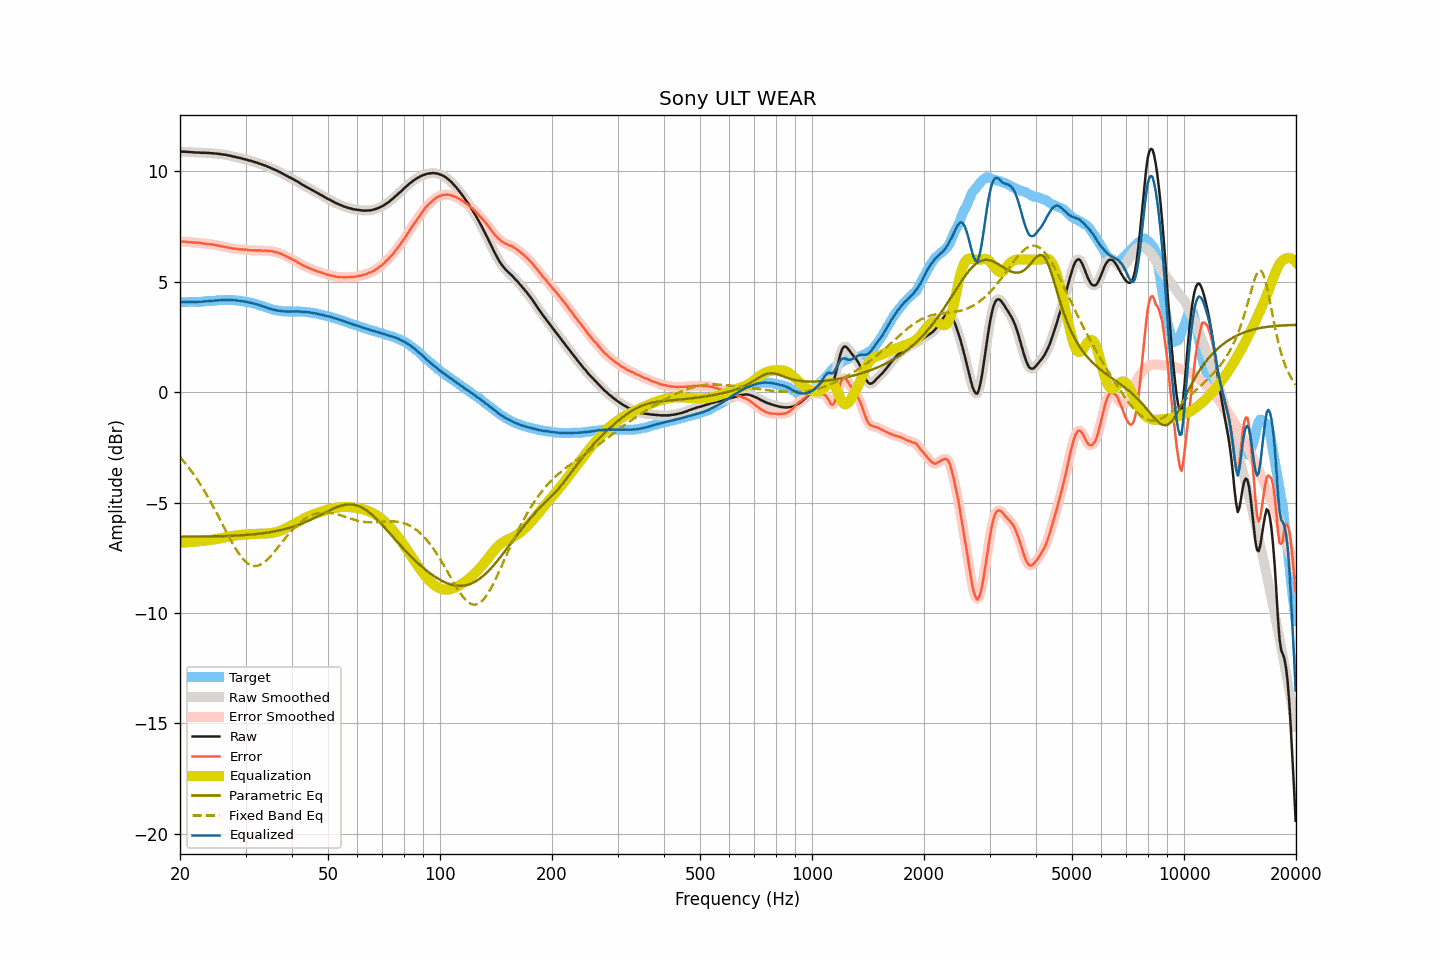 Sony ULT WEAR
10
5
0
−5
−10
−15
−20
Amplitude (dBr)
Target
Raw Smoothed
Error Smoothed
Raw
Error
Equalization
Parametric Eq
Fixed Band Eq
Equalized
20 50 100 200 500 1000 2000 5000 10000 20000
Frequency (Hz)